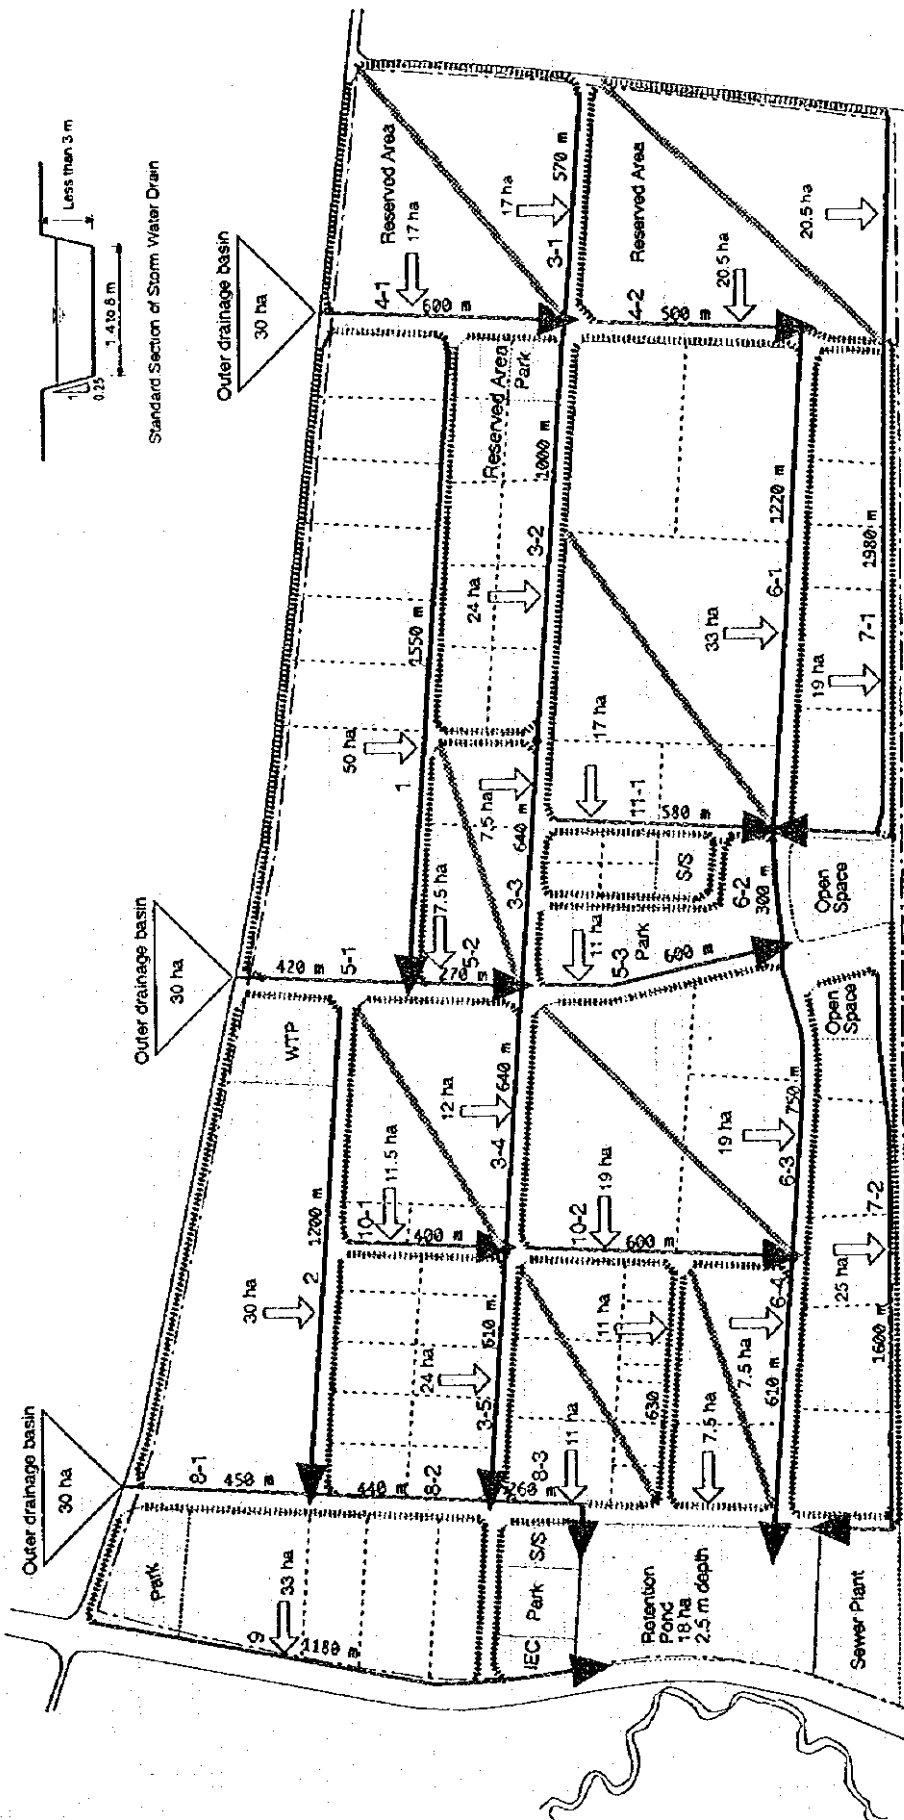 Less than 3 m
1
0.25
1.4 to 8 m
Standard Section of Storm Water Drain
Outer drainage basin
30 ha
Outer drainage basin
30 ha
Outer drainage basin
30 ha
Reserved Area
4-1
17 ha
600 m
17 ha
3-1
570 m
Reserved Area
4-2
20.5 ha
500 m
20.5 ha
Reserved Area
Park
1000 m
3-2
24 ha
1550 m
50 ha
1
7.5 ha
640 m
3-3
7.5 ha
5-2
270 m
420 m
5-1
17 ha
11-1
580 m
S/S
6-2
300 m
11 ha
5-3
Park
600 m
1220 m
6-1
33 ha
1980 m
7-1
19 ha
Open
Space
Open
Space
WTP
1200 m
2
30 ha
12 ha
640 m
3-4
10-1
11.5 ha
400 m
10-2
19 ha
600 m
19 ha
750 m
6-3
7-2
25 ha
1600 m
6-4
7.5 ha
610 m
11 ha
630
7.5 ha
24 ha
610 m
3-5
8-1
450 m
440 m
8-2
8-3
260 m
11 ha
Park
9
33 ha
1180 m
IEC
Park
S/S
Retention
Pond
18 ha
2.5 m depth
Sewer Plant